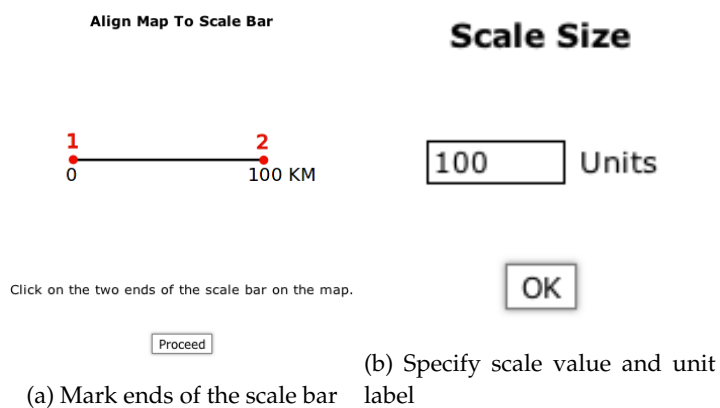 Align Map To Scale Bar
1 2
0 100 KM
Click on the two ends of the scale bar on the map.
Proceed
(a) Mark ends of the scale bar
Scale Size
100 Units
OK
(b) Specify scale value and unit
label